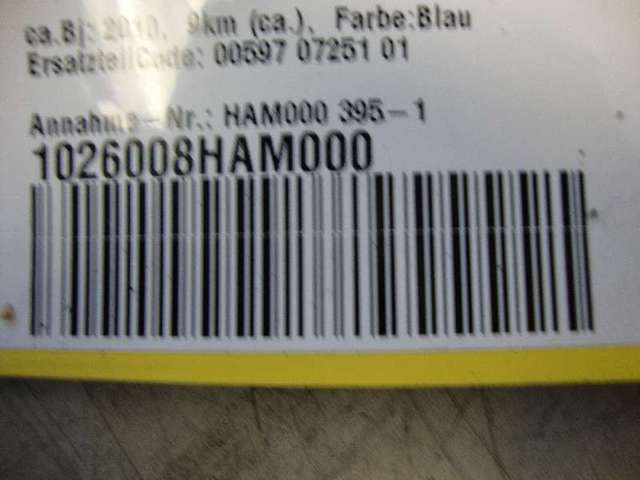 ca.Bj: 2010, 9km (ca.), Farbe:Blau
ErsatzteilCode: 00597 07251 01
Annahme-Nr.: HAM000 395-1
1026008HAM000